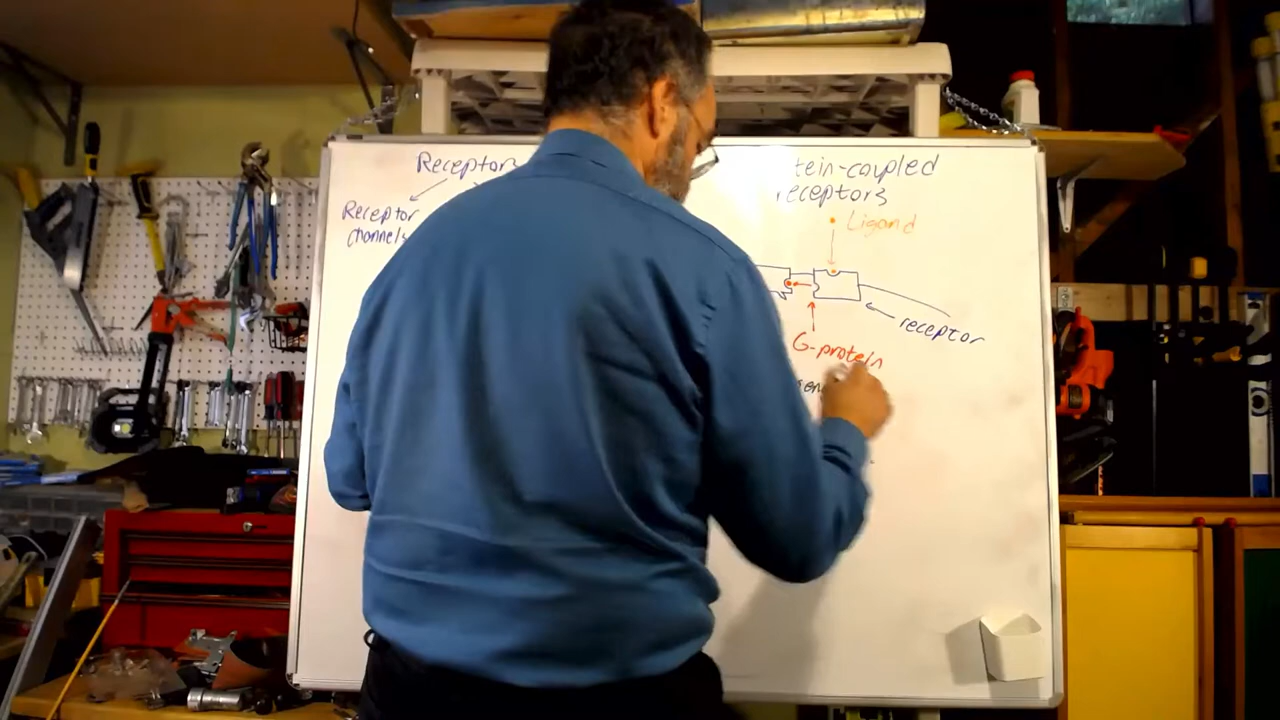 Receptor
Receptor
channels
tein-coupled
receptors
Ligand
receptor
G-protein